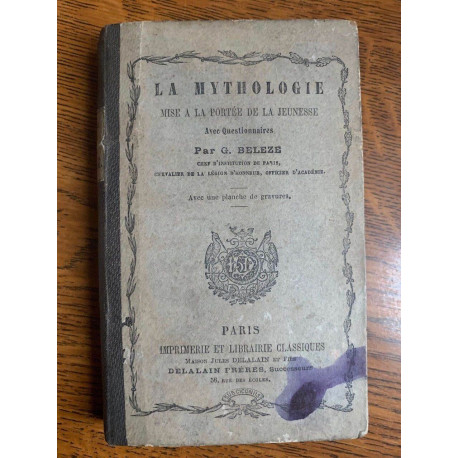 LA MYTHOLOGIE
MISE A LA PORTÉE DE LA JEUNESSE
Avec Questionnaires
Par G. BELEZE
CHEF D'INSTITUTION DE PARIS,
CHEVALIER DE LA LÉGION D'HONNEUR, OFFICIER D'ACADÉMIE.
Avec une planche de gravures.
PARIS
IMPRIMERIE ET LIBRAIRIE CLASSIQUES
MAISON JULES DELALAIN ET FILS
DELALAIN FRÈRES, Successeurs
56, RUE DES ÉCOLES.